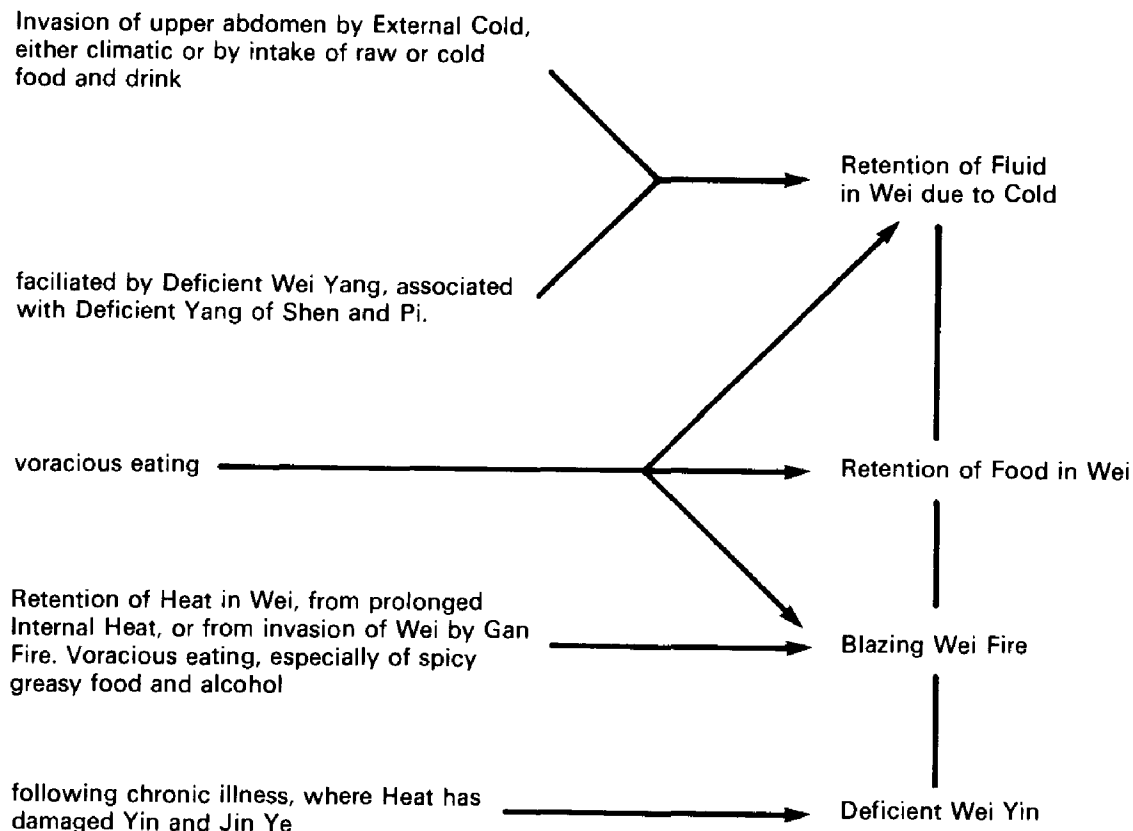 Invasion of upper abdomen by External Cold,
either climatic or by intake of raw or cold
food and drink
Retention of Fluid
in Wei due to Cold
faciliated by Deficient Wei Yang, associated
with Deficient Yang of Shen and Pi.
voracious eating
Retention of Food in Wei
Retention of Heat in Wei, from prolonged
Internal Heat, or from invasion of Wei by Gan
Fire. Voracious eating, especially of spicy
greasy food and alcohol
Blazing Wei Fire
following chronic illness, where Heat has
damaged Yin and Jin Ye
Deficient Wei Yin